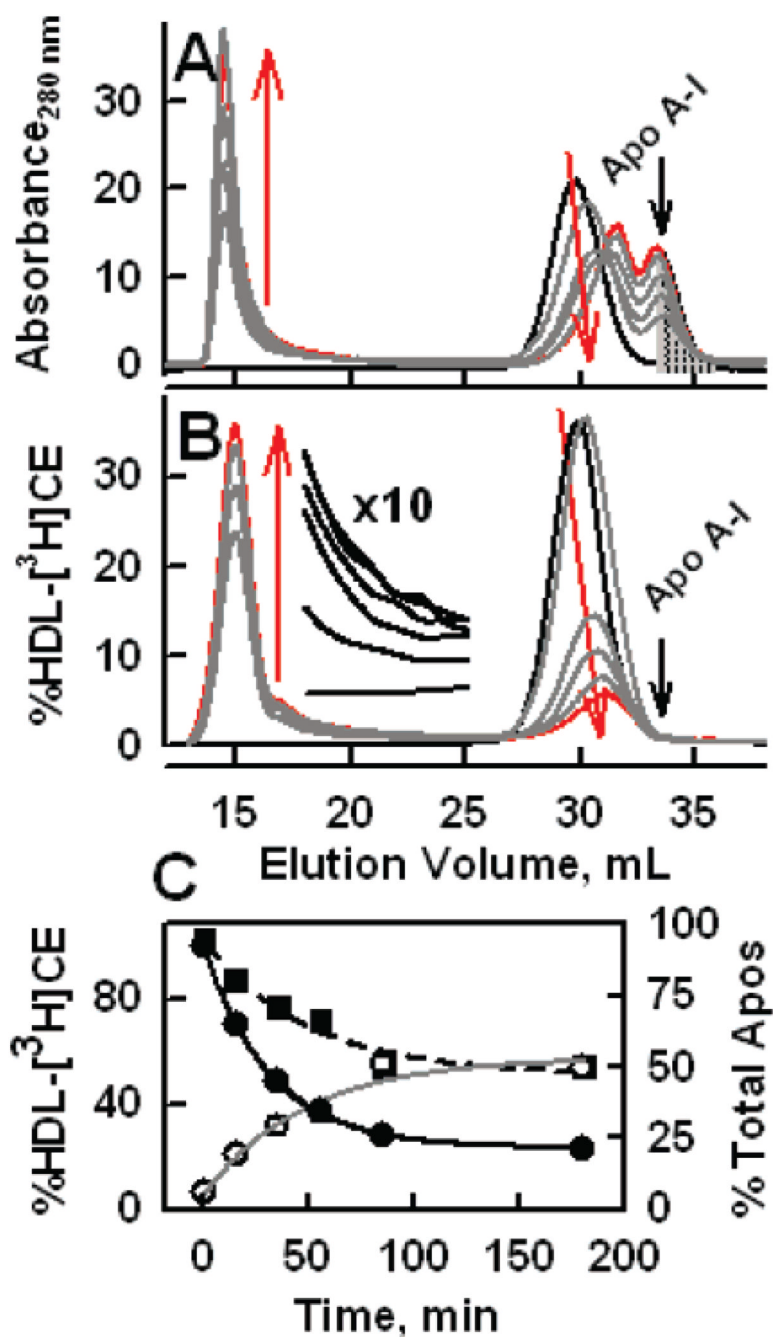 A
Absorbance280 nm
30
20
10
0
Apo A-I
B
%HDL-[3H]CE
30
20
10
0
x10
Apo A-I
15 20 25 30 35
Elution Volume, mL
C
%HDL-[3H]CE
80
40
0
100
75
50
25
0
% Total Apos
0 50 100 150 200
Time, min